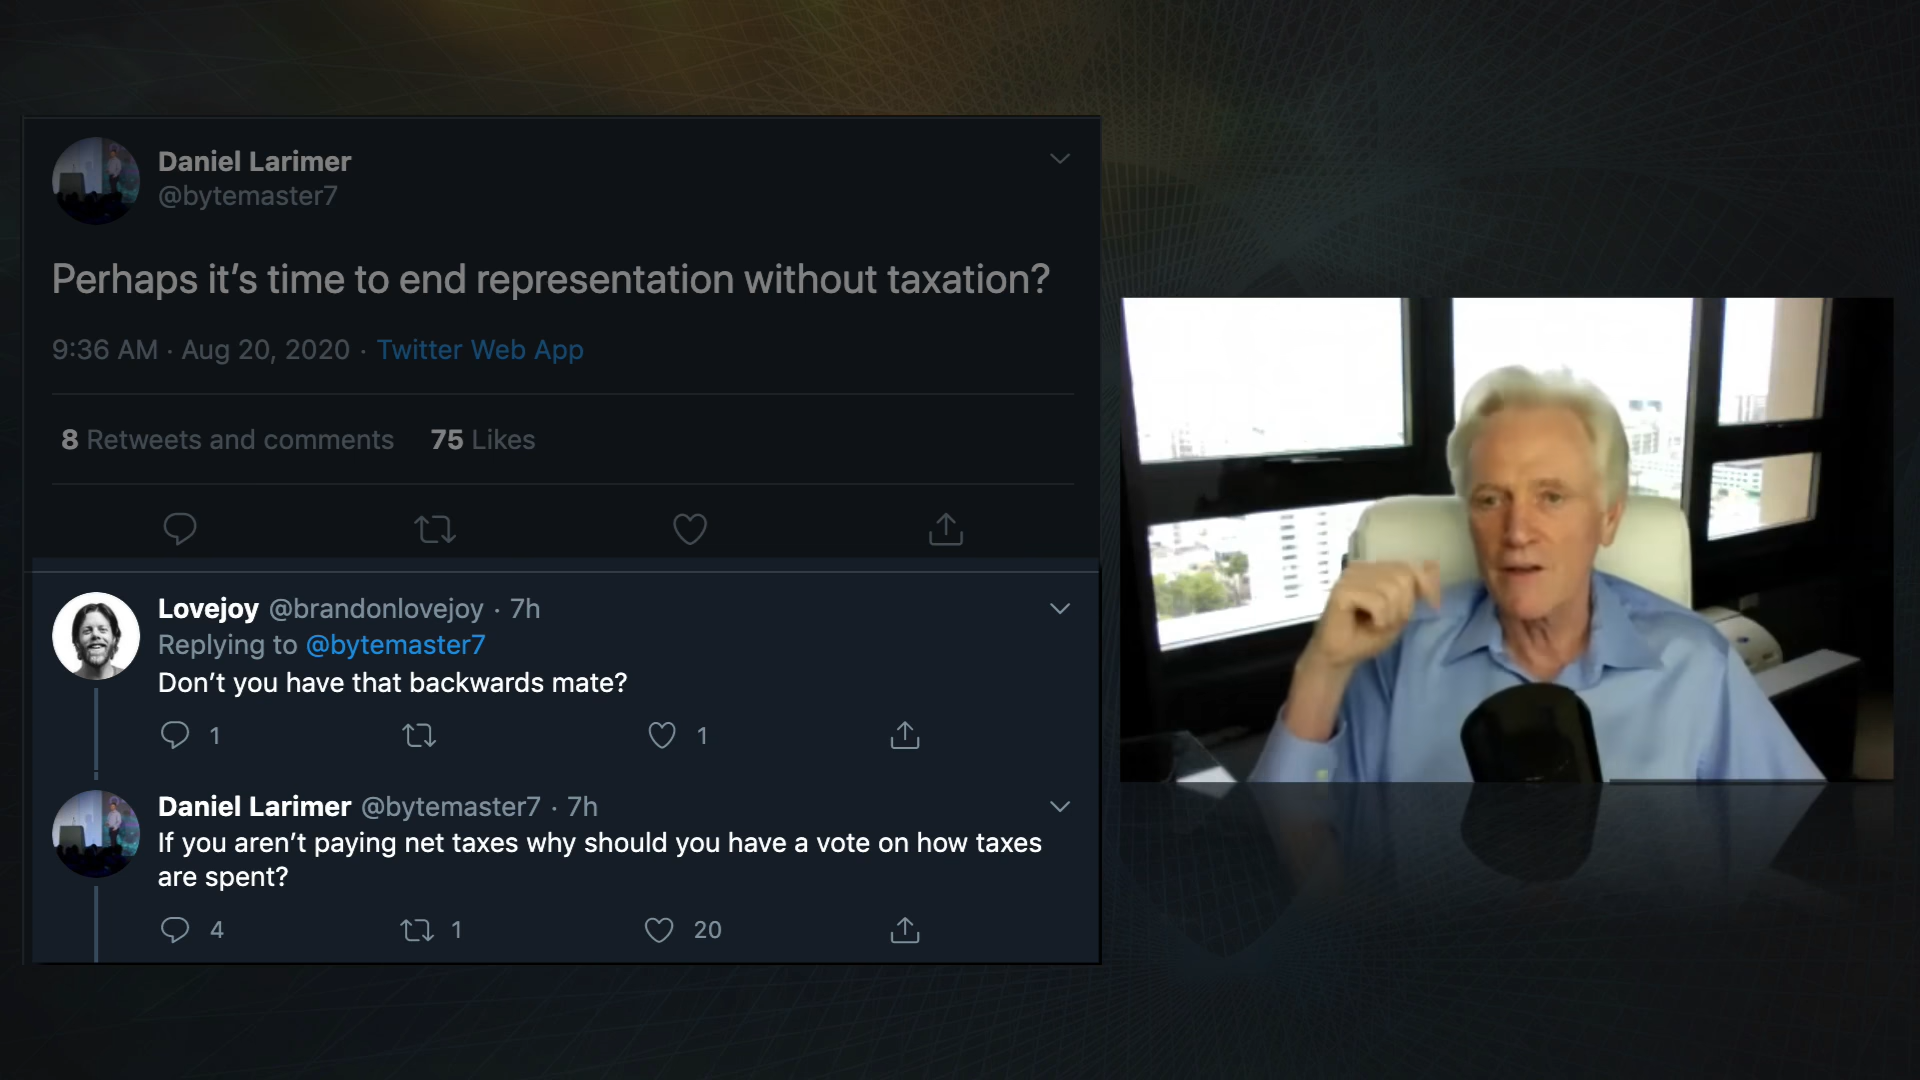 Daniel Larimer
@bytemaster7
Perhaps it’s time to end representation without taxation?
9:36 AM · Aug 20, 2020 · Twitter Web App
8 Retweets and comments 75 Likes
Lovejoy @brandonlovejoy · 7h
Replying to @bytemaster7
Don’t you have that backwards mate?
1 1
Daniel Larimer @bytemaster7 · 7h
If you aren’t paying net taxes why should you have a vote on how taxes
are spent?
4 1 20